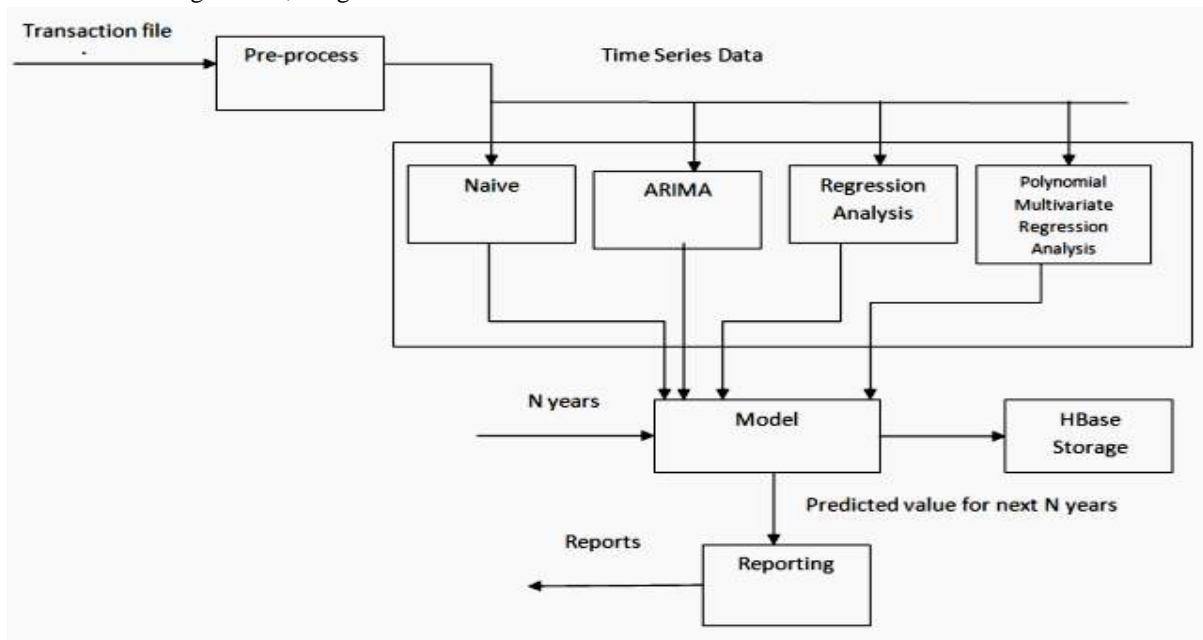 Transaction file
Pre-process
Time Series Data
Naive
ARIMA
Regression
Analysis
Polynomial
Multivariate
Regression
Analysis
N years
Model
HBase
Storage
Predicted value for next N years
Reports
Reporting